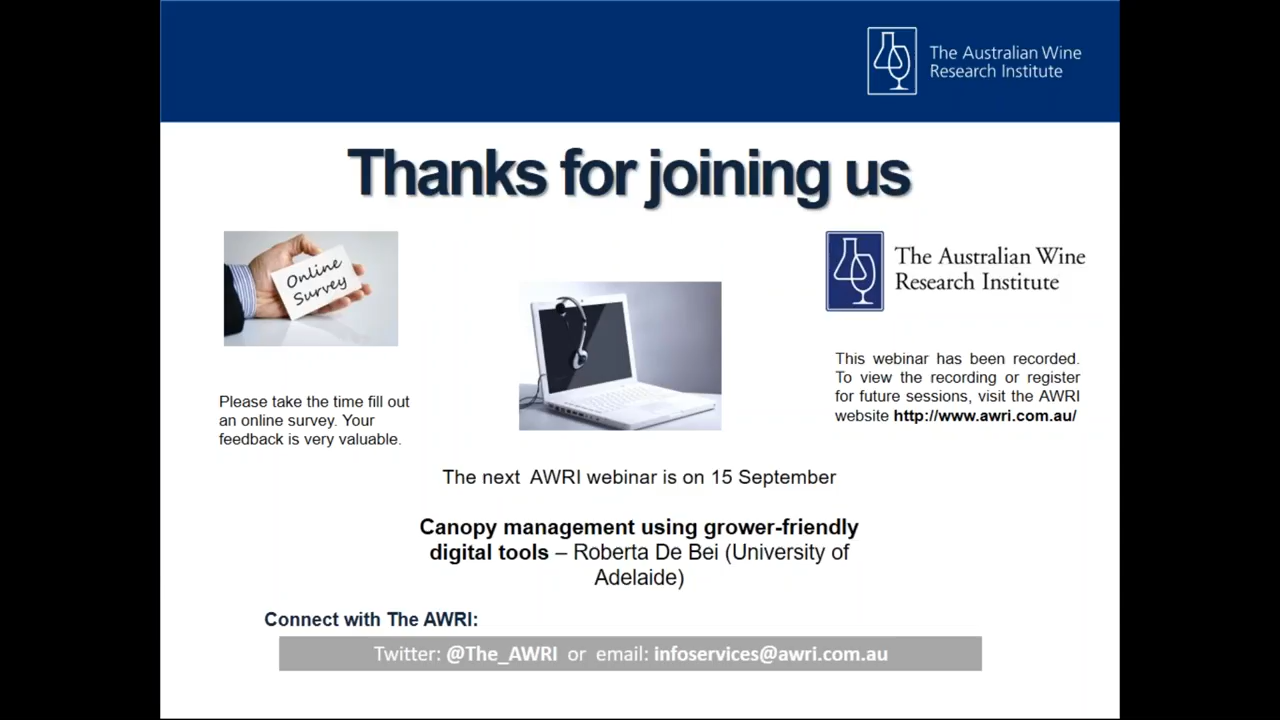 The Australian Wine
Research Institute
Thanks for joining us
Online
Survey
The Australian Wine
Research Institute
Please take the time fill out
an online survey. Your
feedback is very valuable.
This webinar has been recorded.
To view the recording or register
for future sessions, visit the AWRI
website http://www.awri.com.au/
The next AWRI webinar is on 15 September
Canopy management using grower-friendly
digital tools – Roberta De Bei (University of
Adelaide)
Connect with The AWRI:
Twitter: @The_AWRI or email: infoservices@awri.com.au